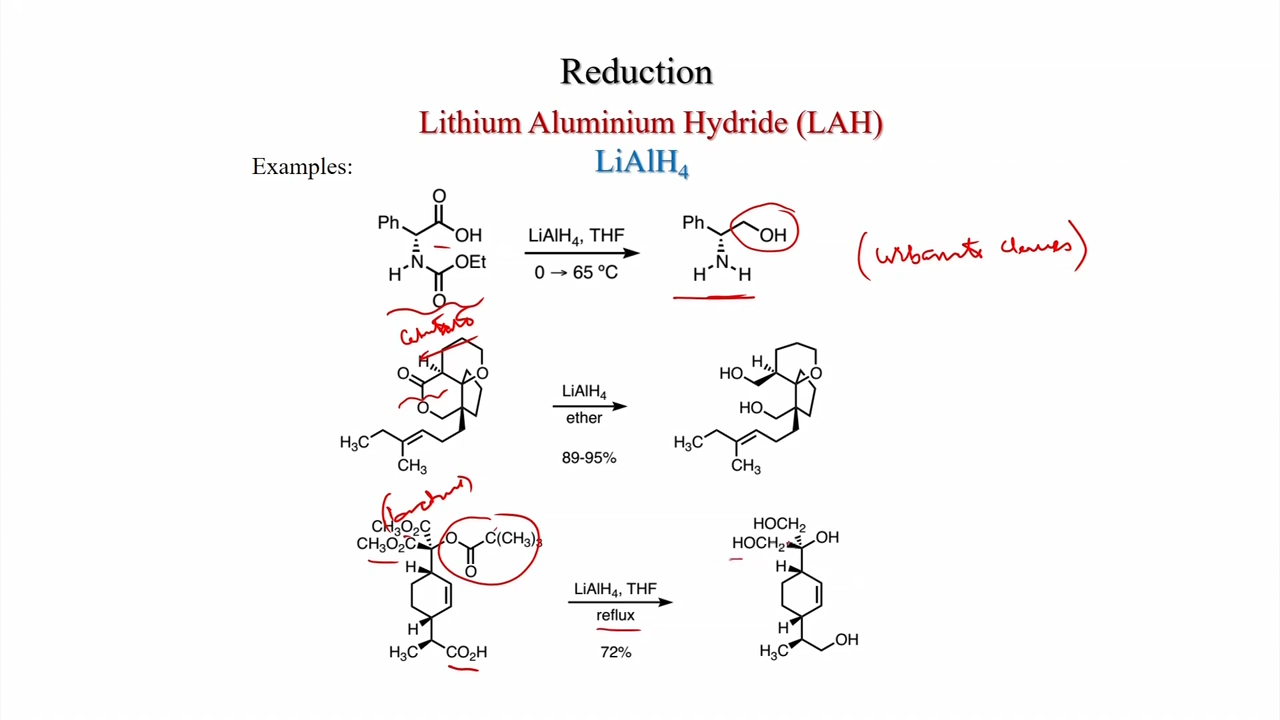 Reduction
Lithium Aluminium Hydride (LAH)
Examples:
LiAlH4
O
Ph
OH
N
H
OEt
O
LiAlH4, THF
0 → 65 ºC
Ph
OH
N
H
H
H
O
O
O
H3C
CH3
LiAlH4
ether
89-95%
H
HO
O
HO
H3C
CH3
CH3O2C
CH3O2C
O
C(CH3)3
O
H
H
H3C
CO2H
LiAlH4, THF
reflux
72%
HOCH2
HOCH2
OH
H
H
H3C
OH